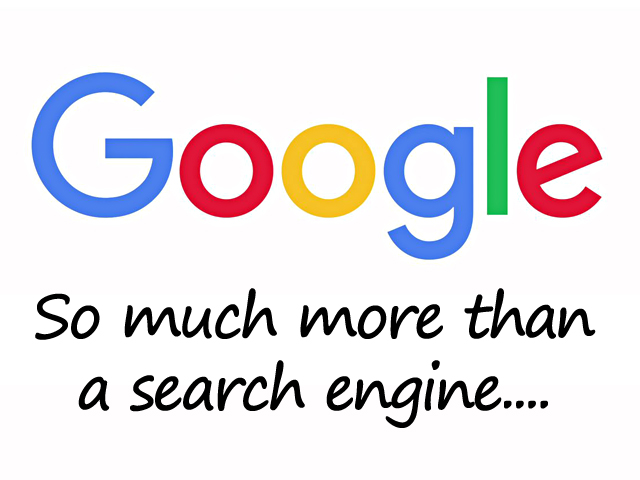 Google
So much more than
a search engine....